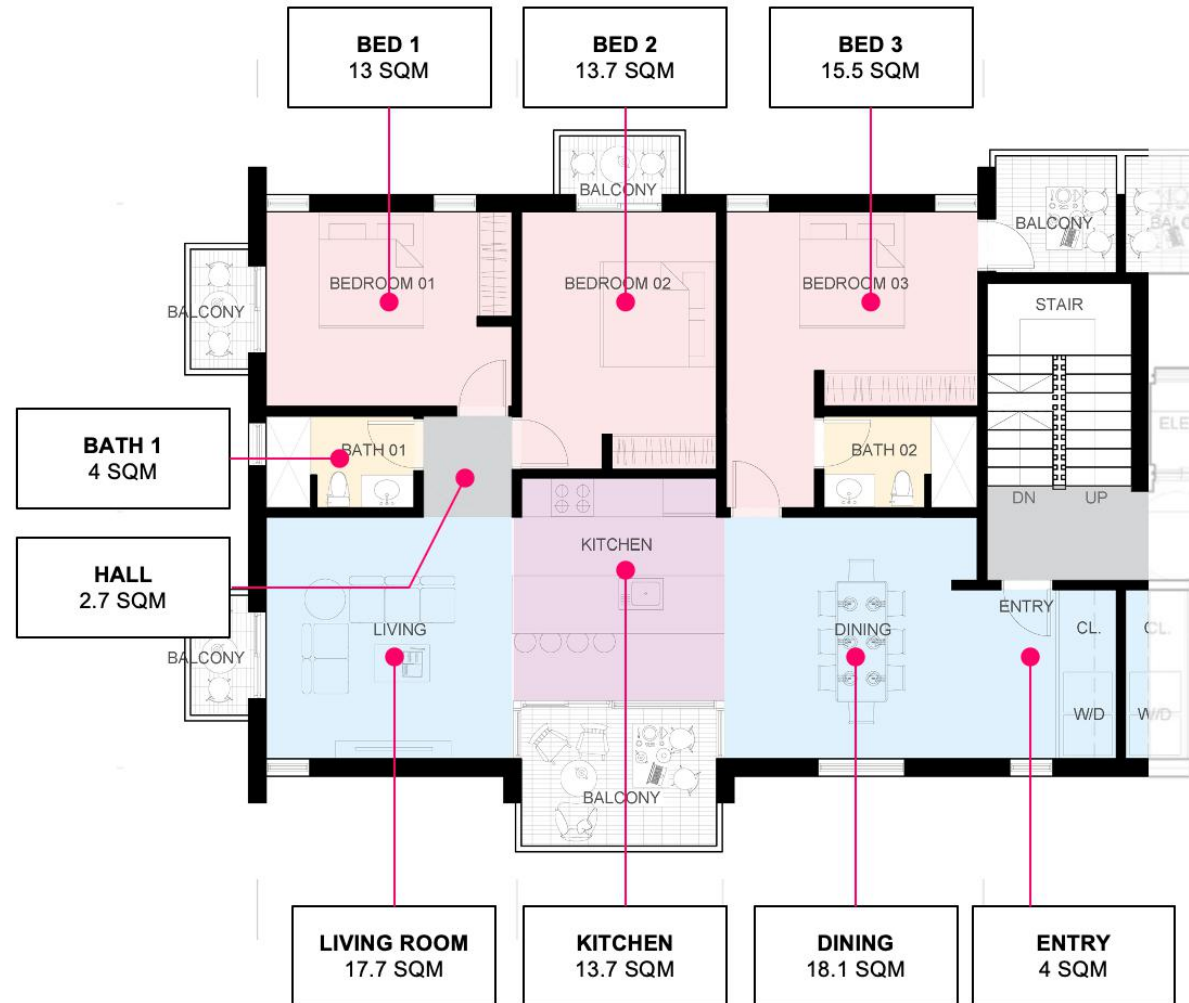 BED 1
13 SQM
BED 2
13.7 SQM
BED 3
15.5 SQM
BALCONY
BALCONY
BEDROOM 01
BEDROOM 02
BEDROOM 03
BALCONY
STAIR
BATH 1
4 SQM
BATH 01
BATH 02
DN
UP
HALL
2.7 SQM
KITCHEN
ENTRY
LIVING
DINING
CL.
CL.
BALCONY
W/D
W/D
BALCONY
LIVING ROOM
17.7 SQM
KITCHEN
13.7 SQM
DINING
18.1 SQM
ENTRY
4 SQM